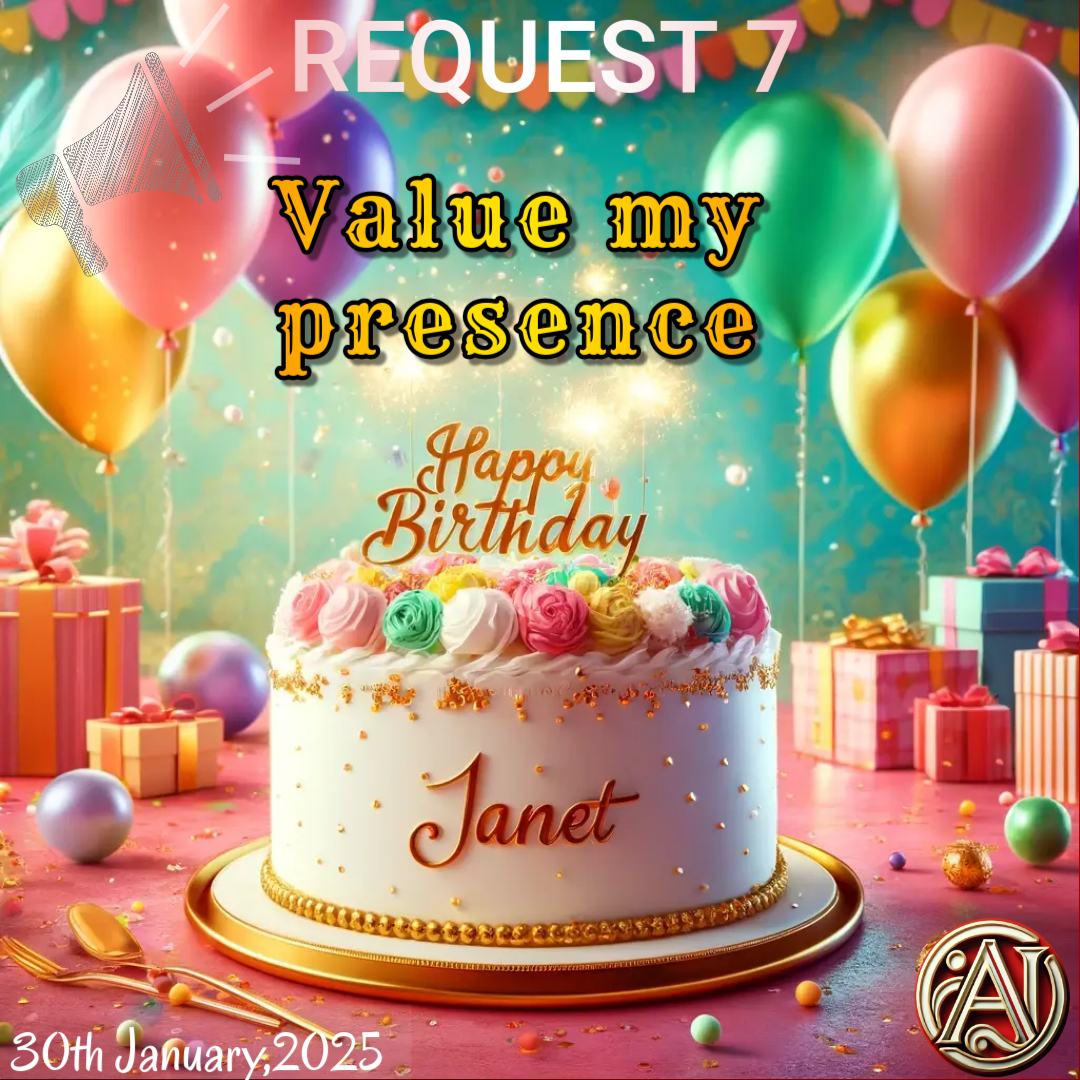 REQUEST 7
Value my
presence
Happy
Birthday
Janet
30th January,2025